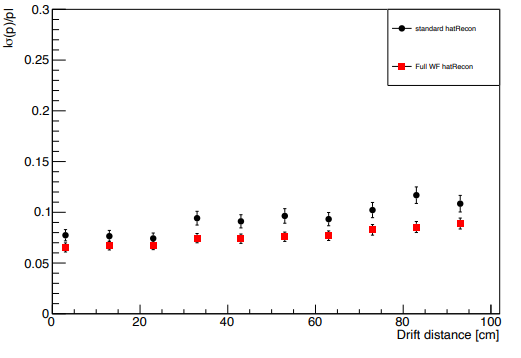 |σ(p)/p|
0.3
0.25
0.2
0.15
0.1
0.05
0
0 20 40 60 80 100
Drift distance [cm]
standard hatRecon
Full WF hatRecon